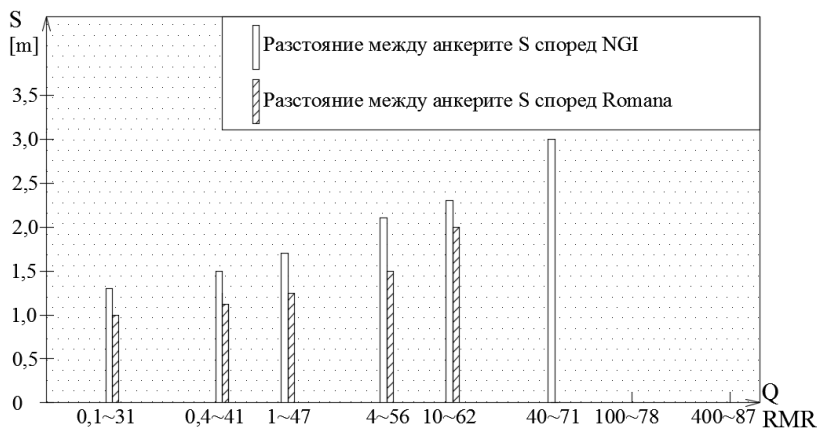 S
[m]
Разстояние между анкерите S според NGI
Разстояние между анкерите S според Romana
3,5
3,0
2,5
2,0
1,5
1,0
0,5
0
0,1~31 0,4~41 1~47 4~56 10~62 40~71 100~78 400~87
Q
RMR